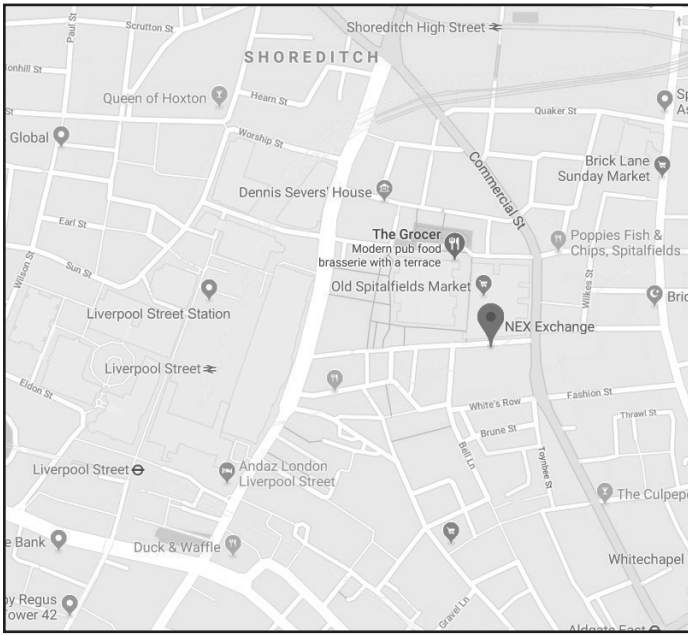 Scrutton St
Paul St
Shoreditch High Street
SHOREDITCH
Queen of Hoxton
Hearn St
Quaker St
Global
Worship St
Commercial St
Brick Lane
Sunday Market
Dennis Severs' House
Earl St
The Grocer
Modern pub food
brasserie with a terrace
Poppies Fish &
Chips, Spitalfields
Wilson St
Sun St
Old Spitalfields Market
Wilkes St
Liverpool Street Station
NEX Exchange
Liverpool Street
Eldon St
White's Row
Fashion St
Thrawl St
Brune St
Bell Ln
Toynbee St
Liverpool Street
Andaz London
Liverpool Street
The Culpepe
e Bank
Duck & Waffle
Whitechapel
by Regus
Tower 42
Gravel Ln
Aldgate East